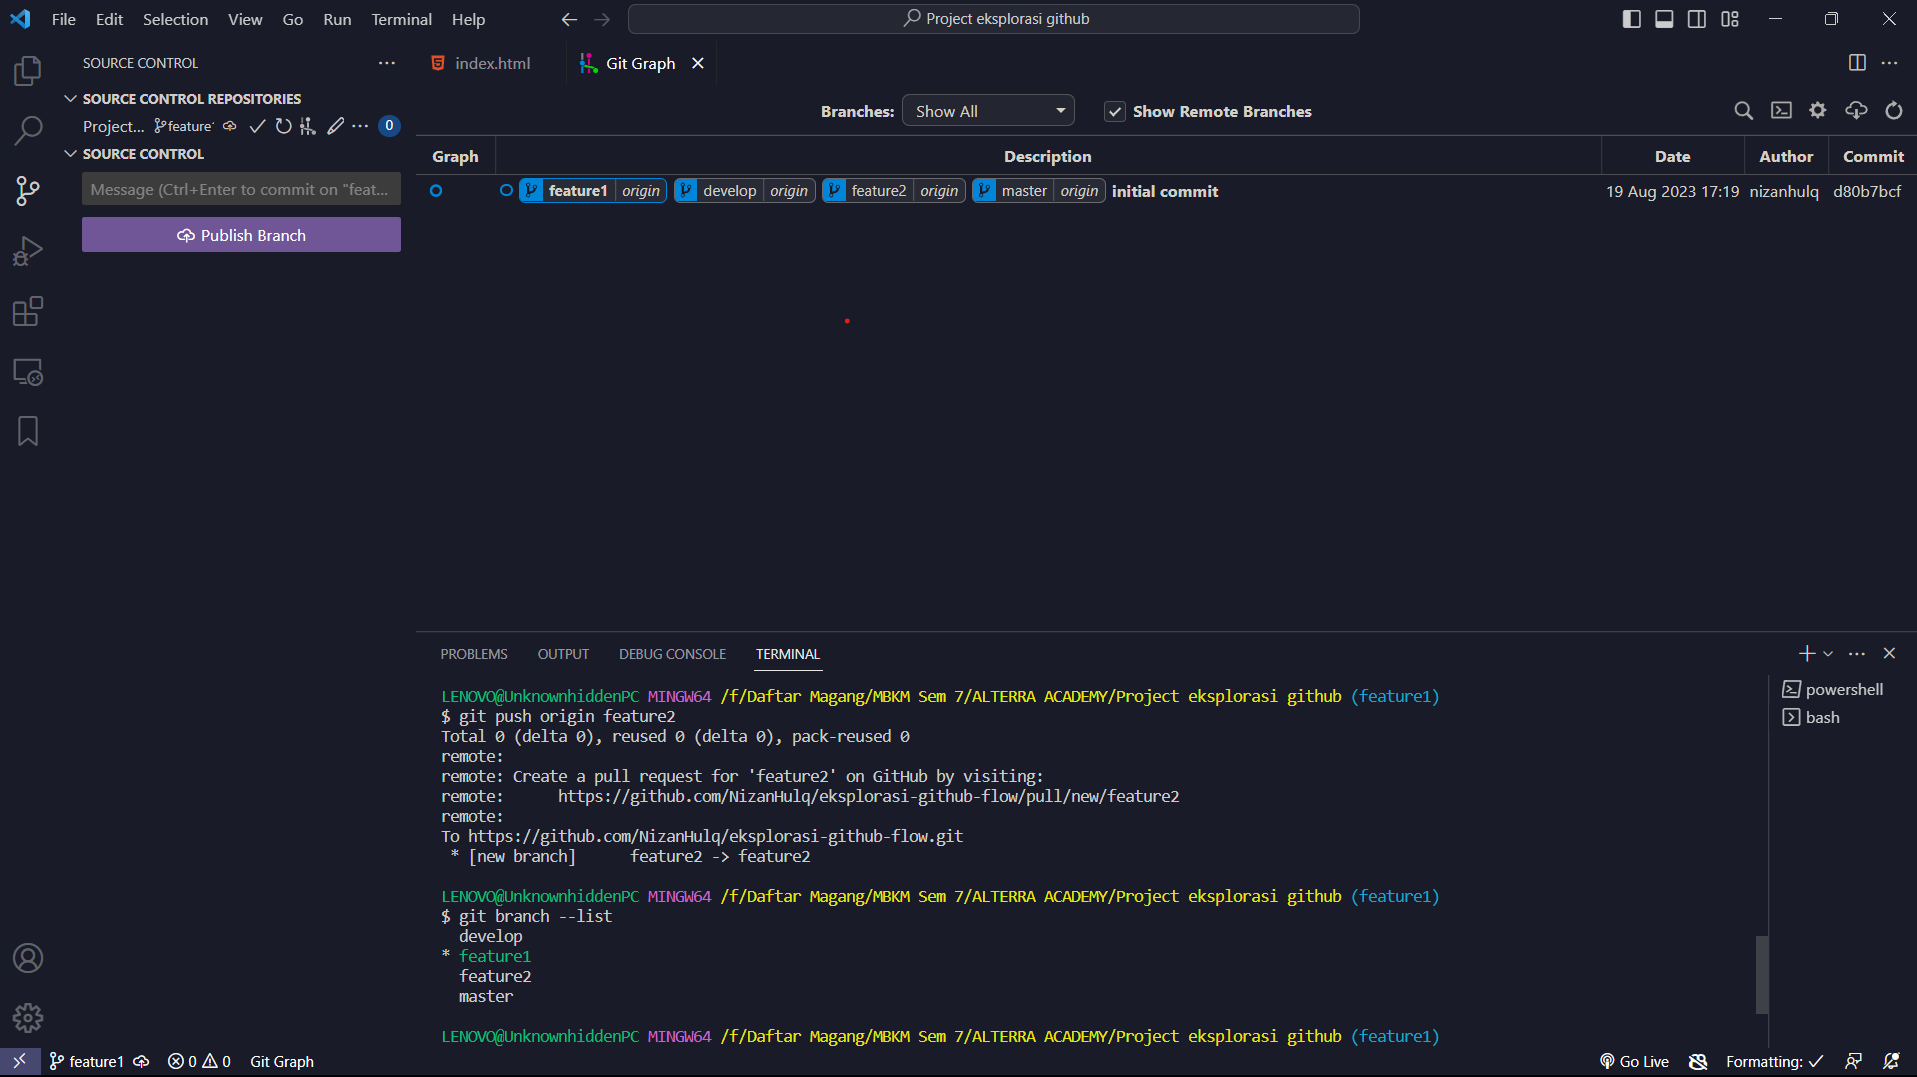 File Edit Selection View Go Run Terminal Help
Project eksplorasi github
SOURCE CONTROL
SOURCE CONTROL REPOSITORIES
Project... feature1 0
SOURCE CONTROL
Message (Ctrl+Enter to commit on "feat...
Publish Branch
index.html
Git Graph
Branches: Show All Show Remote Branches
Graph Description Date Author Commit
feature1 origin develop origin feature2 origin master origin initial commit 19 Aug 2023 17:19 nizanhulq d80b7bcf
PROBLEMS OUTPUT DEBUG CONSOLE TERMINAL
LENOVO@UnknownhiddenPC MINGW64 /f/Daftar Magang/MBKM Sem 7/ALTERRA ACADEMY/Project eksplorasi github (feature1)
$ git push origin feature2
Total 0 (delta 0), reused 0 (delta 0), pack-reused 0
remote:
remote: Create a pull request for 'feature2' on GitHub by visiting:
remote:      https://github.com/NizanHulq/eksplorasi-github-flow/pull/new/feature2
remote:
To https://github.com/NizanHulq/eksplorasi-github-flow.git
 * [new branch]      feature2 -> feature2
LENOVO@UnknownhiddenPC MINGW64 /f/Daftar Magang/MBKM Sem 7/ALTERRA ACADEMY/Project eksplorasi github (feature1)
$ git branch --list
  develop
* feature1
  feature2
  master
LENOVO@UnknownhiddenPC MINGW64 /f/Daftar Magang/MBKM Sem 7/ALTERRA ACADEMY/Project eksplorasi github (feature1)
powershell
bash
feature1 0 0 Git Graph Go Live Formatting: ✓